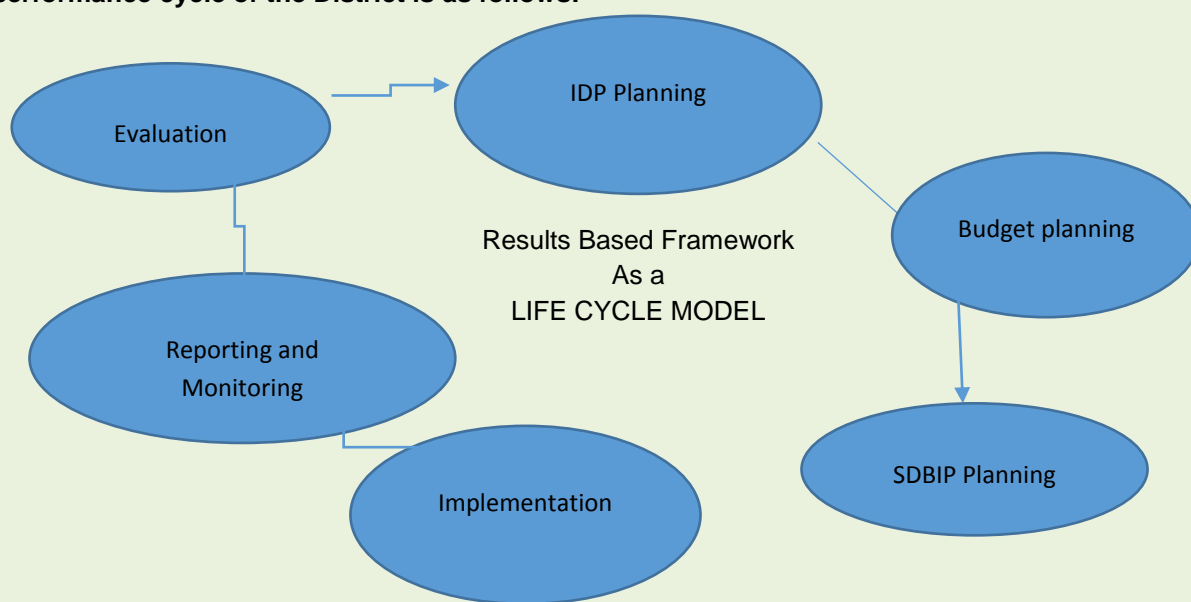 performance cycle of the District is as follows:
IDP Planning
Evaluation
Budget planning
Results Based Framework
As a
LIFE CYCLE MODEL
Reporting and
Monitoring
SDBIP Planning
Implementation